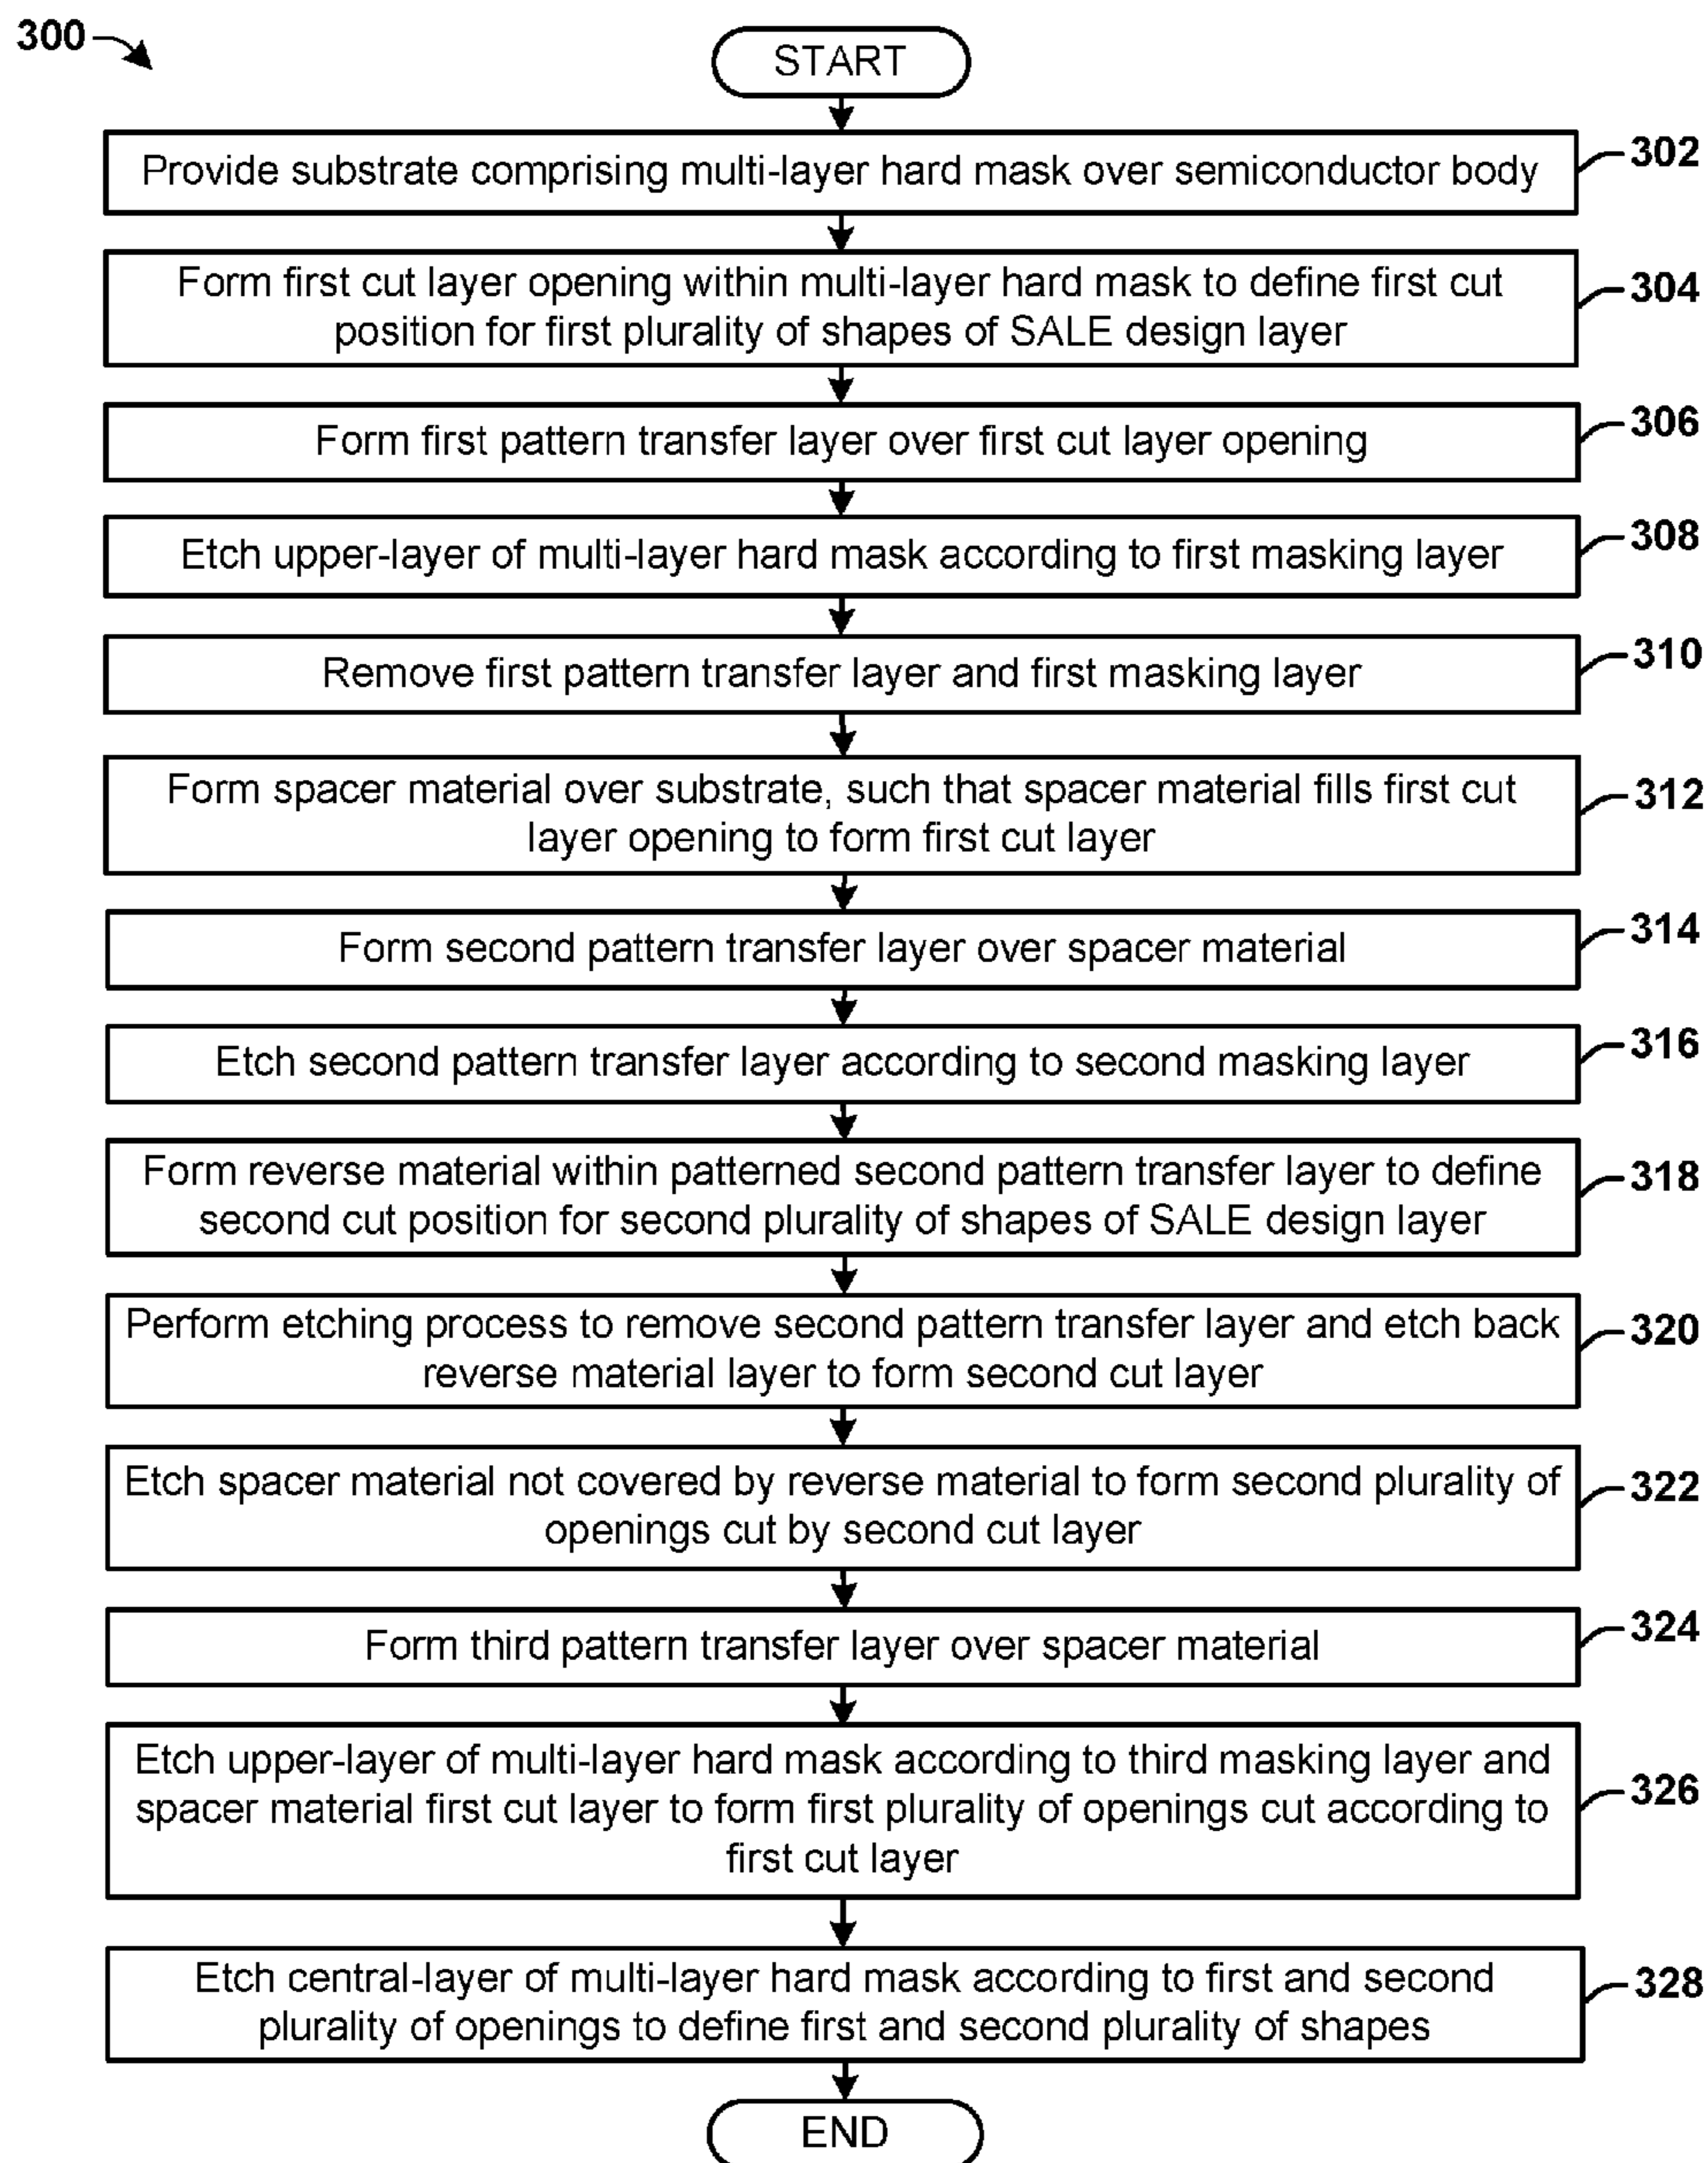 300
START
Provide substrate comprising multi-layer hard mask over semiconductor body
302
Form first cut layer opening within multi-layer hard mask to define first cut
position for first plurality of shapes of SALE design layer
304
Form first pattern transfer layer over first cut layer opening
306
Etch upper-layer of multi-layer hard mask according to first masking layer
308
Remove first pattern transfer layer and first masking layer
310
Form spacer material over substrate, such that spacer material fills first cut
layer opening to form first cut layer
312
Form second pattern transfer layer over spacer material
314
Etch second pattern transfer layer according to second masking layer
316
Form reverse material within patterned second pattern transfer layer to define
second cut position for second plurality of shapes of SALE design layer
318
Perform etching process to remove second pattern transfer layer and etch back
reverse material layer to form second cut layer
320
Etch spacer material not covered by reverse material to form second plurality of
openings cut by second cut layer
322
Form third pattern transfer layer over spacer material
324
Etch upper-layer of multi-layer hard mask according to third masking layer and
spacer material first cut layer to form first plurality of openings cut according to
first cut layer
326
Etch central-layer of multi-layer hard mask according to first and second
plurality of openings to define first and second plurality of shapes
328
END